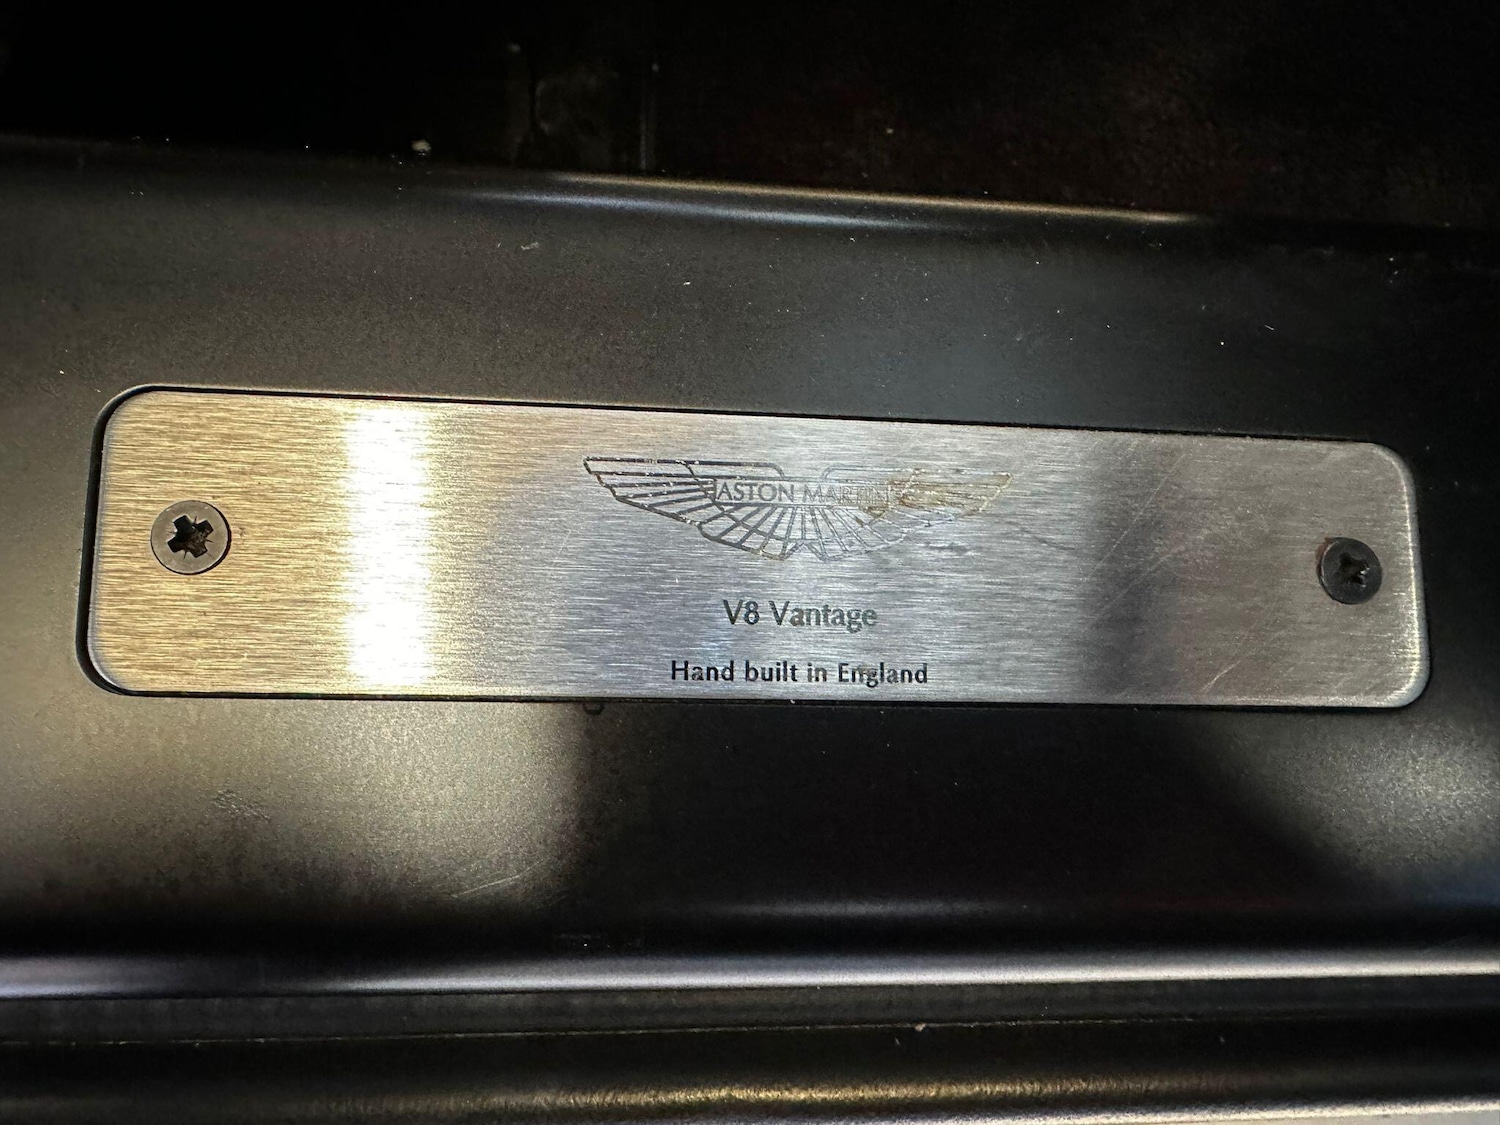 ASTON MARTIN
V8 Vantage
Hand built in England